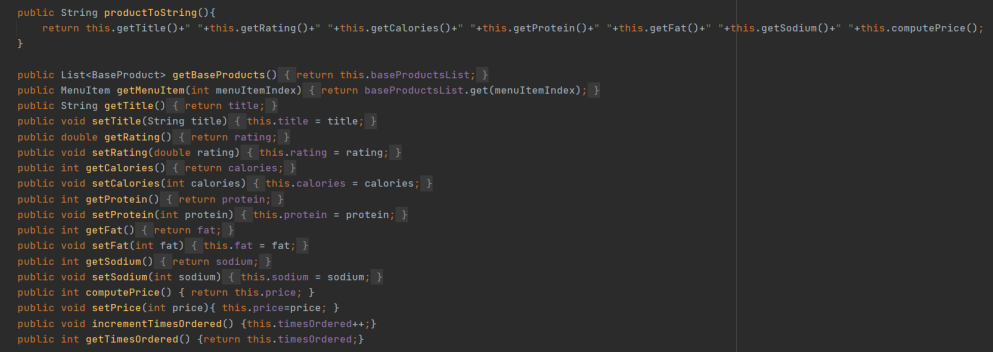 public String productToString(){
return this.getTitle()+" "+this.getRating()+" "+this.getCalories()+" "+this.getProtein()+" "+this.getFat()+" "+this.getSodium()+" "+this.computePrice();
}
public List<BaseProduct> getBaseProducts() { return this.baseProductsList; }
public MenuItem getMenuItem(int menuItemIndex) { return baseProductsList.get(menuItemIndex); }
public String getTitle() { return title; }
public void setTitle(String title) { this.title = title; }
public double getRating() { return rating; }
public void setRating(double rating) { this.rating = rating; }
public int getCalories() { return calories; }
public void setCalories(int calories) { this.calories = calories; }
public int getProtein() { return protein; }
public void setProtein(int protein) { this.protein = protein; }
public int getFat() { return fat; }
public void setFat(int fat) { this.fat = fat; }
public int getSodium() { return sodium; }
public void setSodium(int sodium) { this.sodium = sodium; }
public int computePrice() { return this.price; }
public void setPrice(int price){ this.price=price; }
public void incrementTimesOrdered() {this.timesOrdered++;}
public int getTimesOrdered() {return this.timesOrdered;}